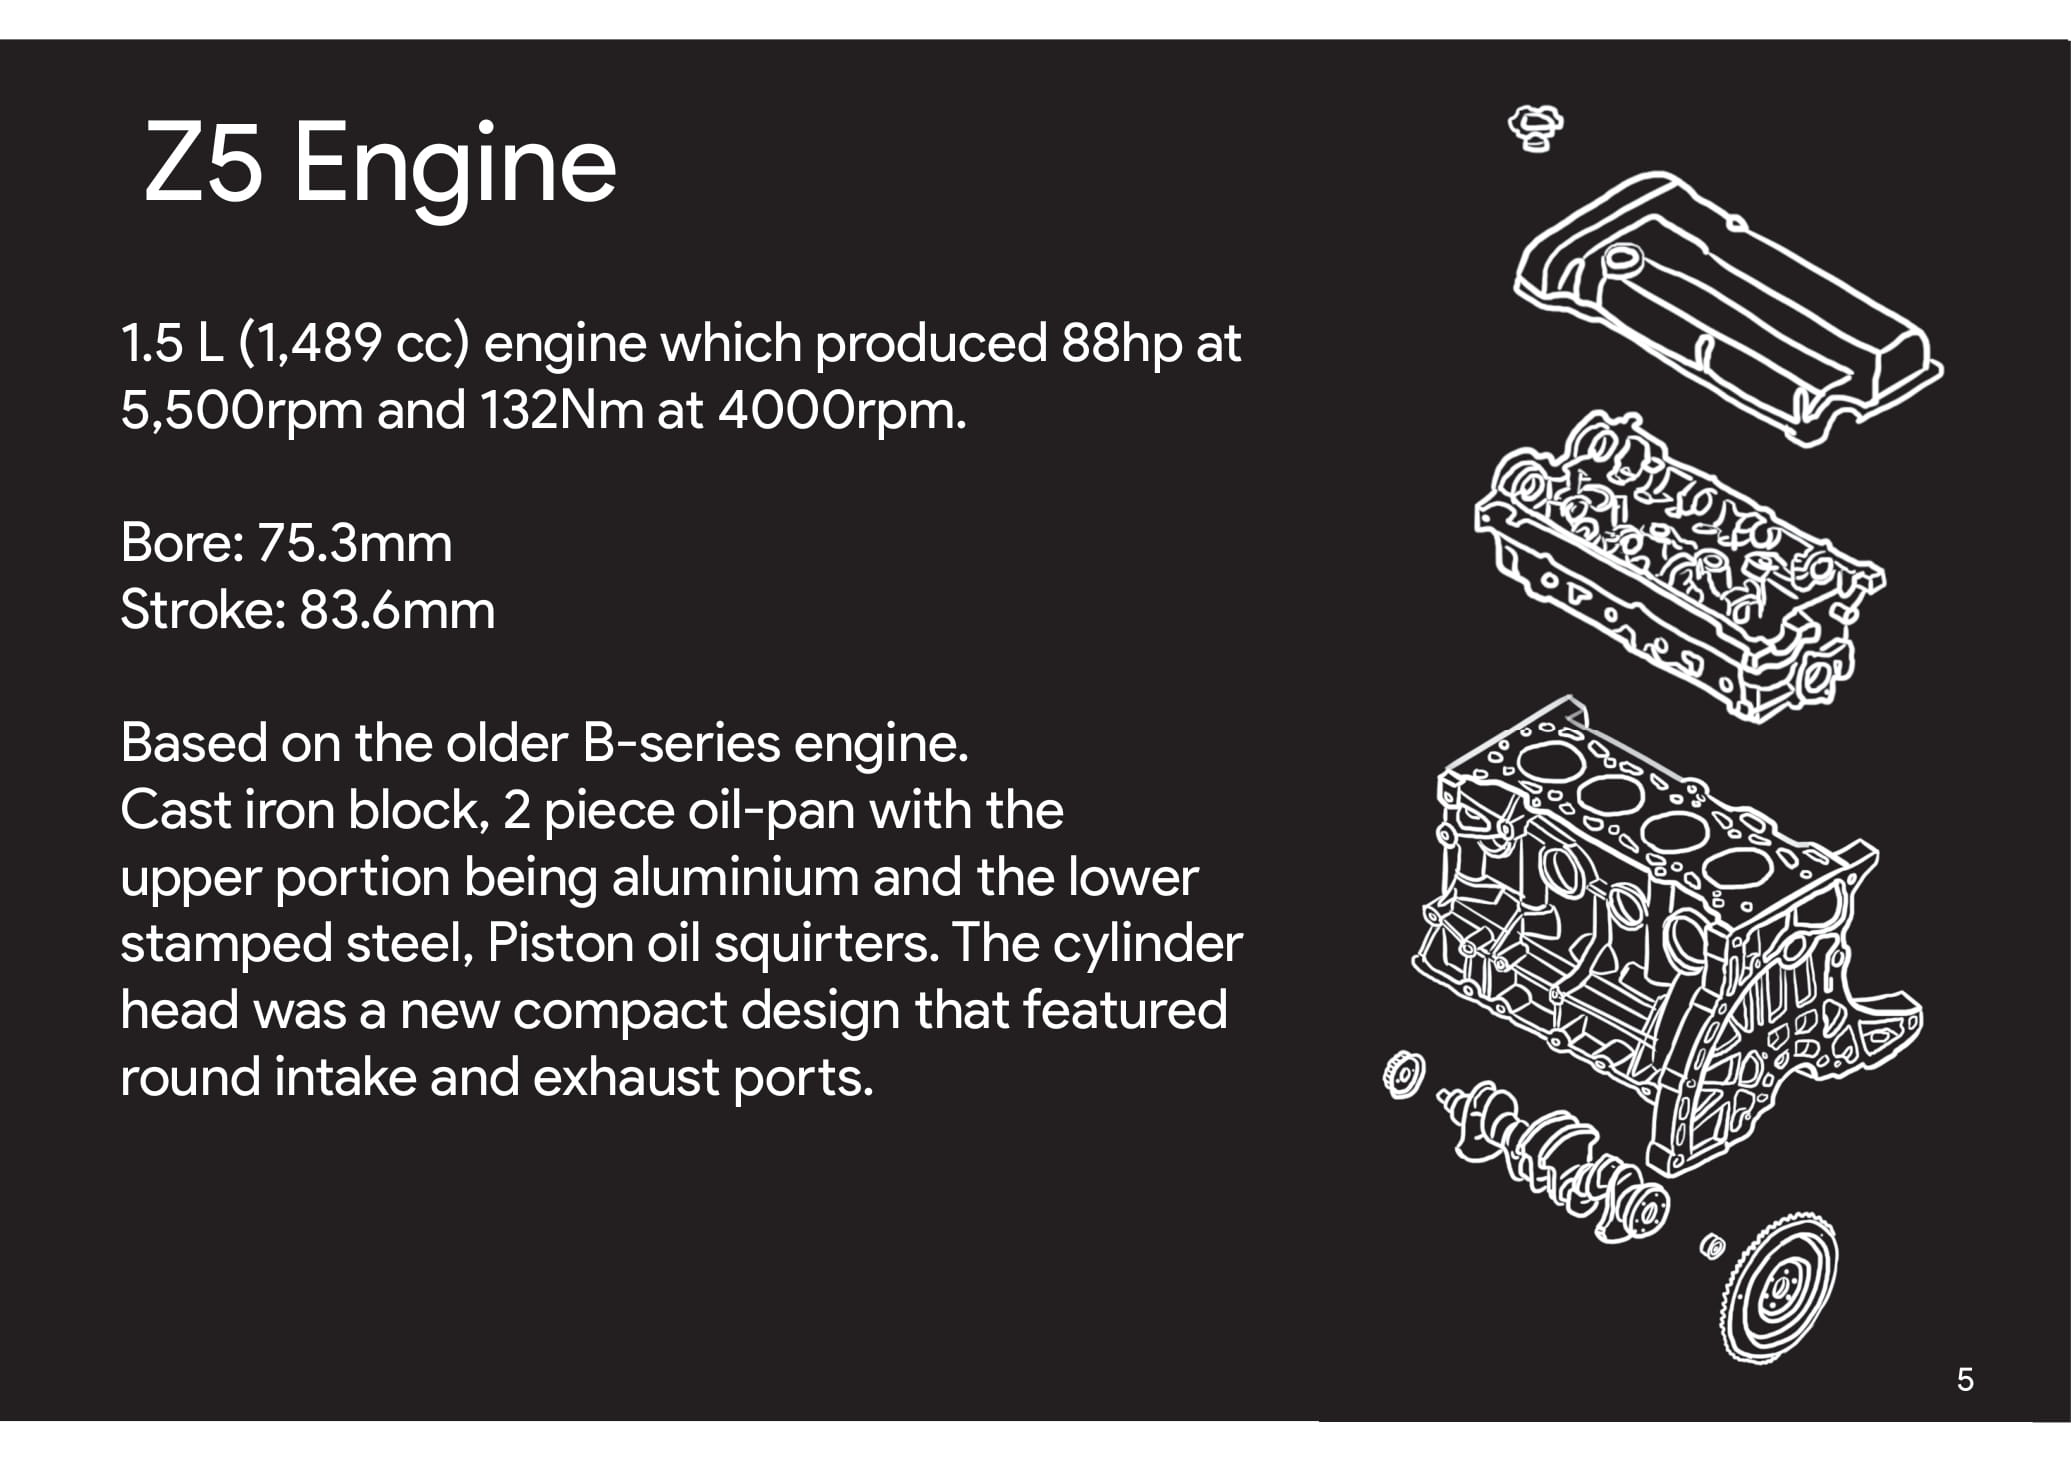 Z5 Engine
1.5 L (1,489 cc) engine which produced 88hp at
5,500rpm and 132Nm at 4000rpm.
Bore: 75.3mm
Stroke: 83.6mm
Based on the older B-series engine.
Cast iron block, 2 piece oil-pan with the
upper portion being aluminium and the lower
stamped steel, Piston oil squirters. The cylinder
head was a new compact design that featured
round intake and exhaust ports.
5